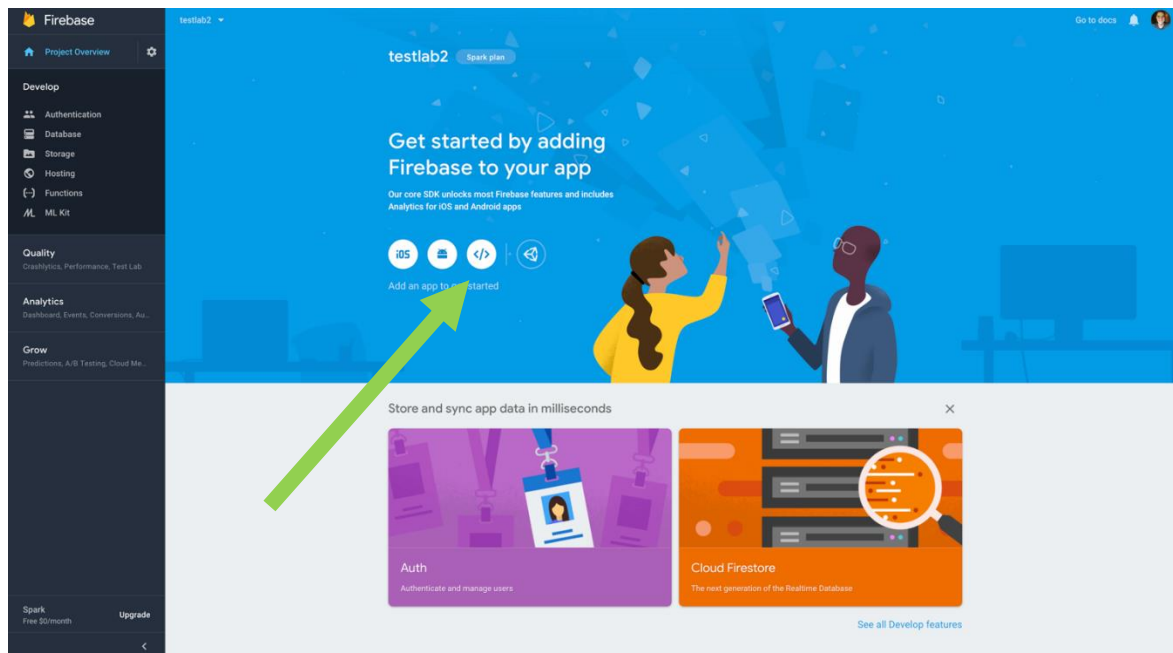 Firebase
testlab2
Go to docs
Project Overview
testlab2 Spark plan
Develop
Authentication
Database
Storage
Hosting
Functions
ML Kit
Get started by adding
Firebase to your app
Our core SDK unlocks most Firebase features and includes
Analytics for iOS and Android apps
iOS
</>
Add an app to get started
Quality
Crashlytics, Performance, Test Lab
Analytics
Dashboard, Events, Conversions, Au...
Grow
Predictions, A/B Testing, Cloud Me...
Store and sync app data in milliseconds
Auth
Authenticate and manage users
Cloud Firestore
The next generation of the Realtime Database
See all Develop features
Spark
Free $0/month
Upgrade